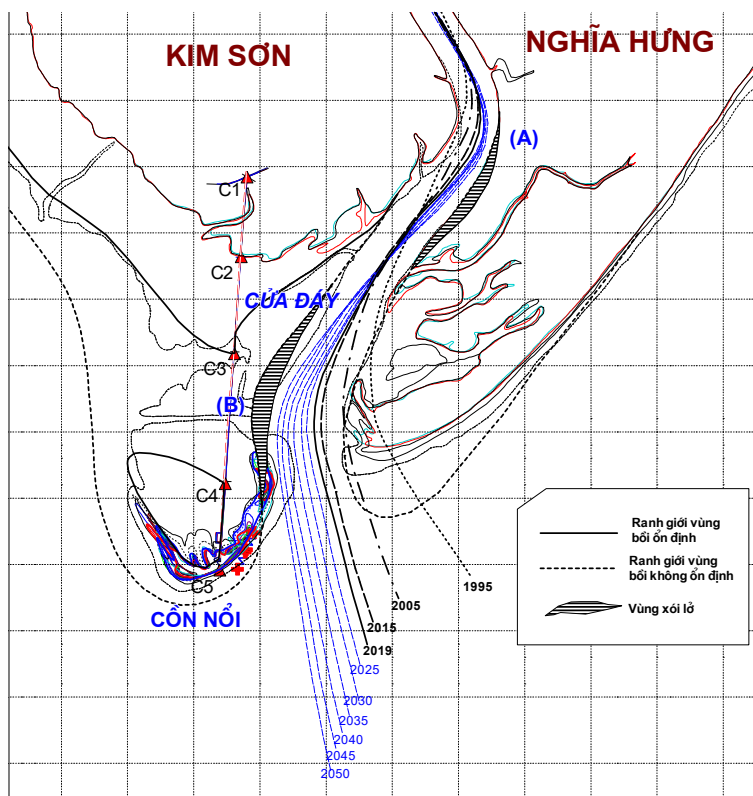 KIM SƠN
NGHĨA HƯNG
(A)
C1
C2
CỬA ĐÁY
C3
(B)
C4
C5
CỒN NỔI
1995
2005
2015
2019
2025
2030
2035
2040
2045
2050
Ranh giới vùng
bồi ổn định
Ranh giới vùng
bồi không ổn định
Vùng xói lở